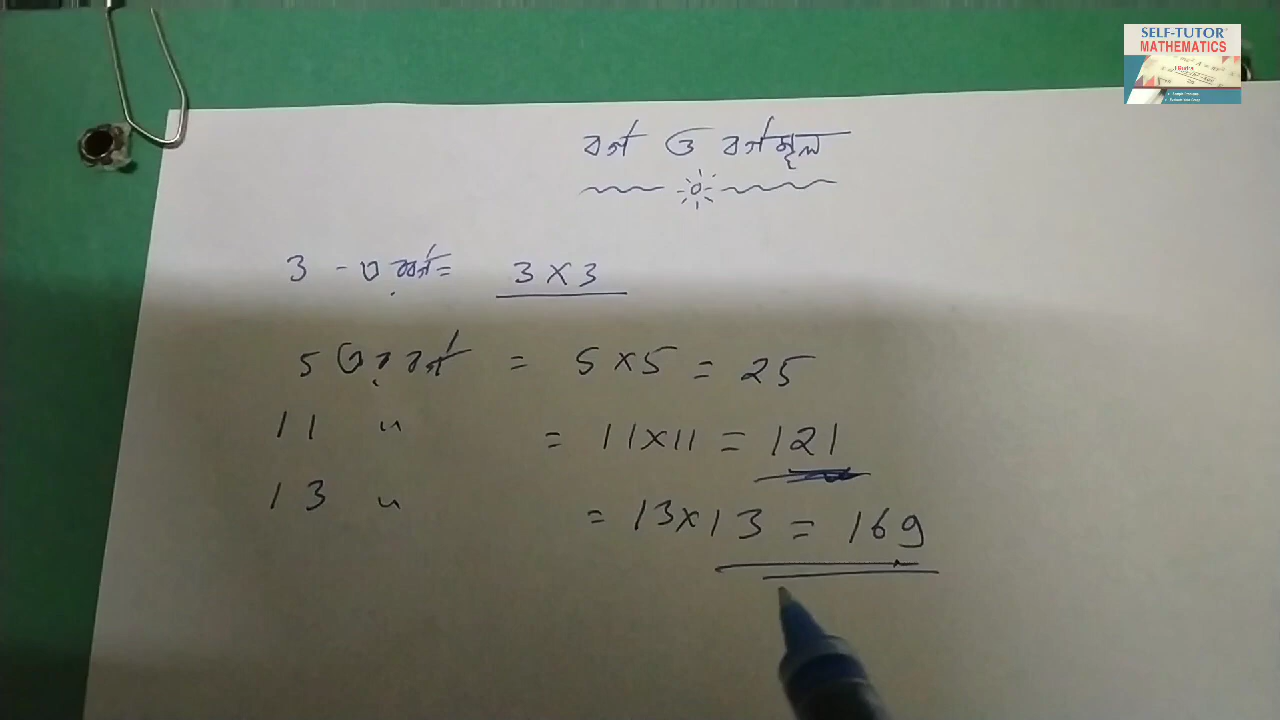 SELF-TUTOR
MATHEMATICS
বর্গ ও বর্গমূল
3 - এর বর্গ = 3 × 3
5 এর বর্গ = 5 × 5 = 25
11 " = 11 × 11 = 121
13 " = 13 × 13 = 169